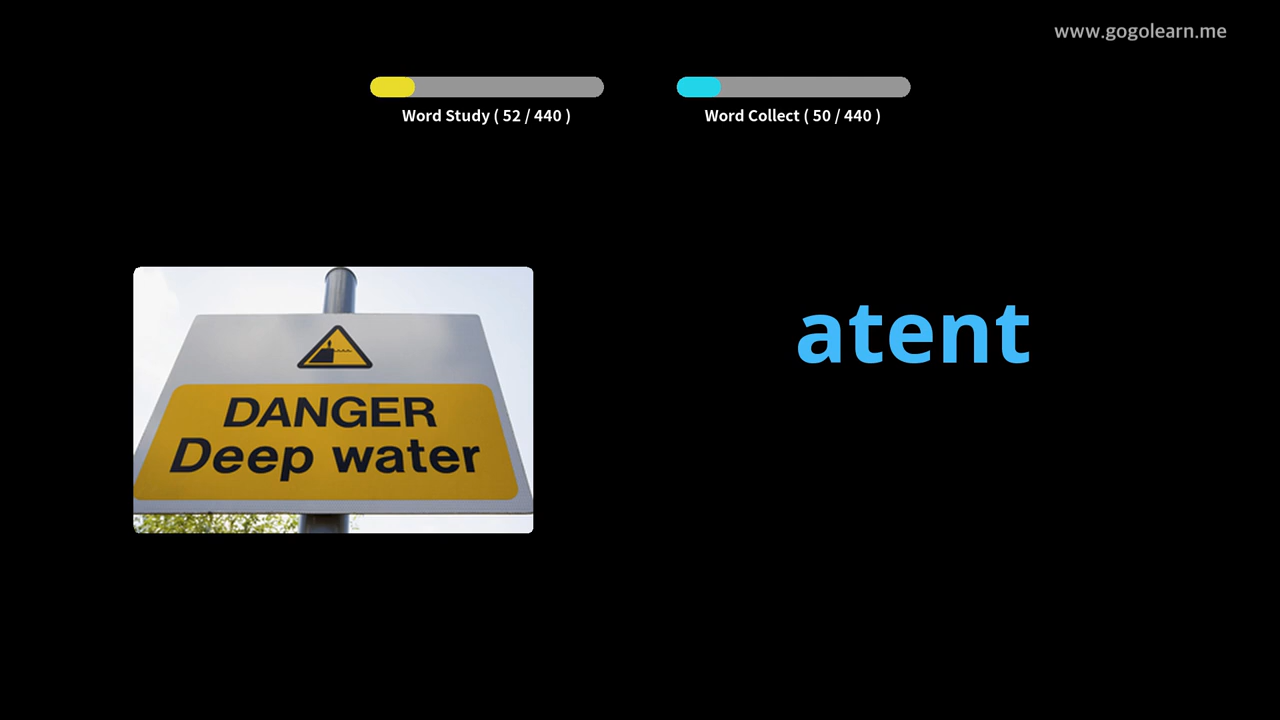 www.gogolearn.me
Word Study ( 52 / 440 )
Word Collect ( 50 / 440 )
DANGER
Deep water
atent